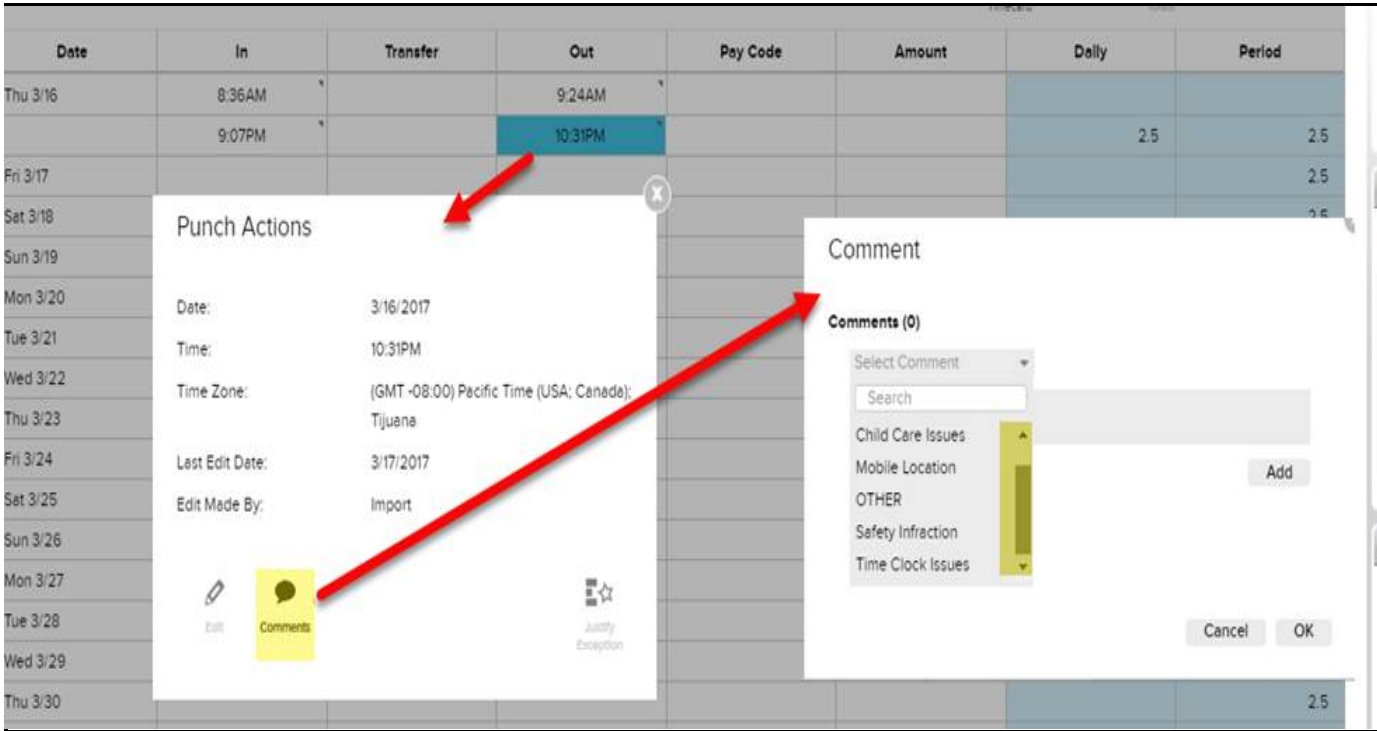 Timecard
Date In Transfer Out Pay Code Amount Daily Period
Thu 3/16 8:36AM 9:24AM
9:07PM 10:31PM 2.5 2.5
Fri 3/17 2.5
Sat 3/18 2.5
Sun 3/19
Mon 3/20
Tue 3/21
Wed 3/22
Thu 3/23
Fri 3/24
Sat 3/25
Sun 3/26
Mon 3/27
Tue 3/28
Wed 3/29
Thu 3/30 2.5
X
Punch Actions
Date: 3/16/2017
Time: 10:31PM
Time Zone: (GMT -08:00) Pacific Time (USA; Canada);
Tijuana
Last Edit Date: 3/17/2017
Edit Made By: Import
Edit Comments Justify
Exception
Comment
Comments (0)
Select Comment
Search
Child Care Issues
Mobile Location
Add
OTHER
Safety Infraction
Time Clock Issues
Cancel OK